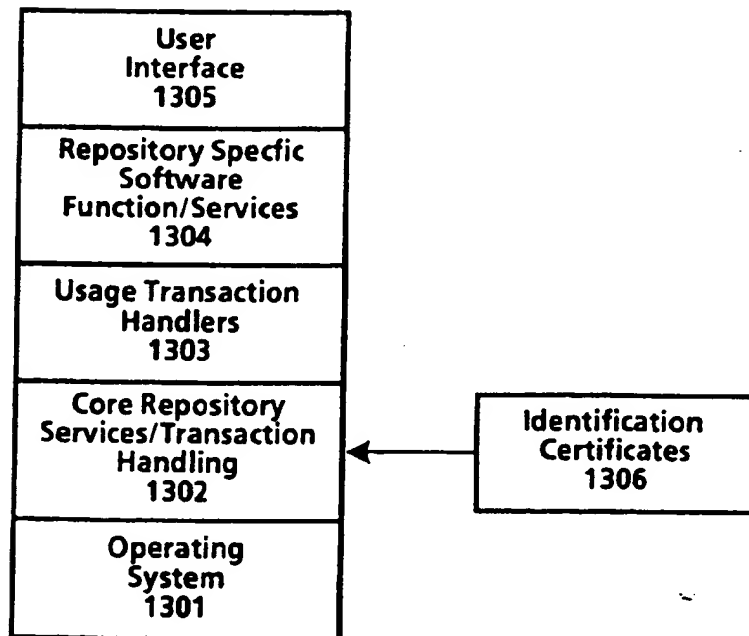 User
Interface
1305
Repository Specfic
Software
Function/Services
1304
Usage Transaction
Handlers
1303
Core Repository
Services/Transaction
Handling
1302
Identification
Certificates
1306
Operating
System
1301